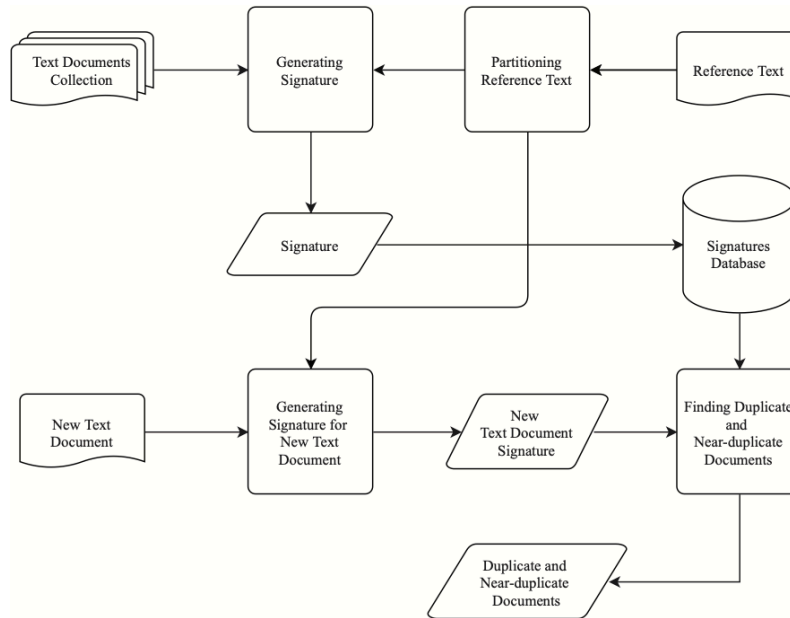 Text Documents
Collection
Generating
Signature
Partitioning
Reference Text
Reference Text
Signature
Signatures
Database
New Text
Document
Generating
Signature for
New Text
Document
New
Text Document
Signature
Finding Duplicate
and
Near-duplicate
Documents
Duplicate and
Near-duplicate
Documents